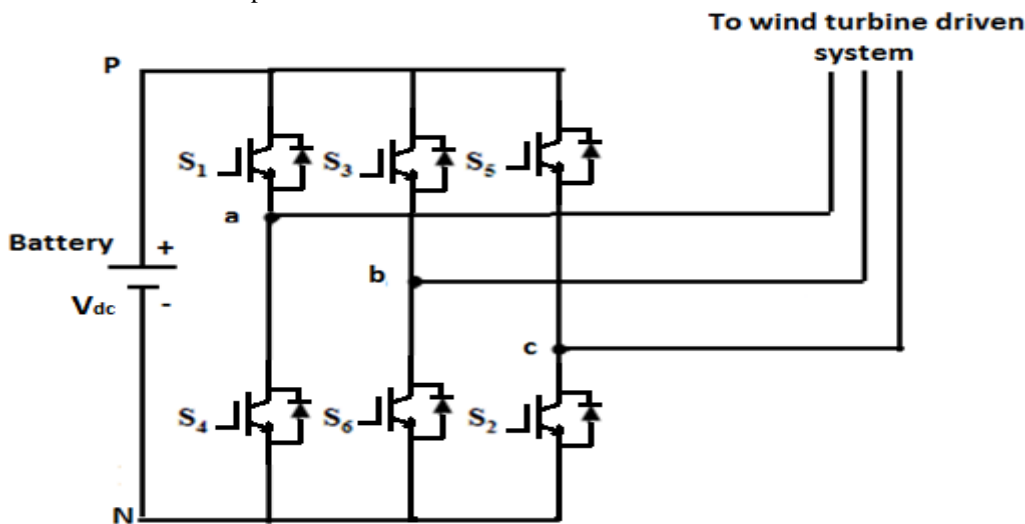 To wind turbine driven
system
P
S1
S3
S5
a
Battery
+
b
Vdc
-
c
S4
S6
S2
N